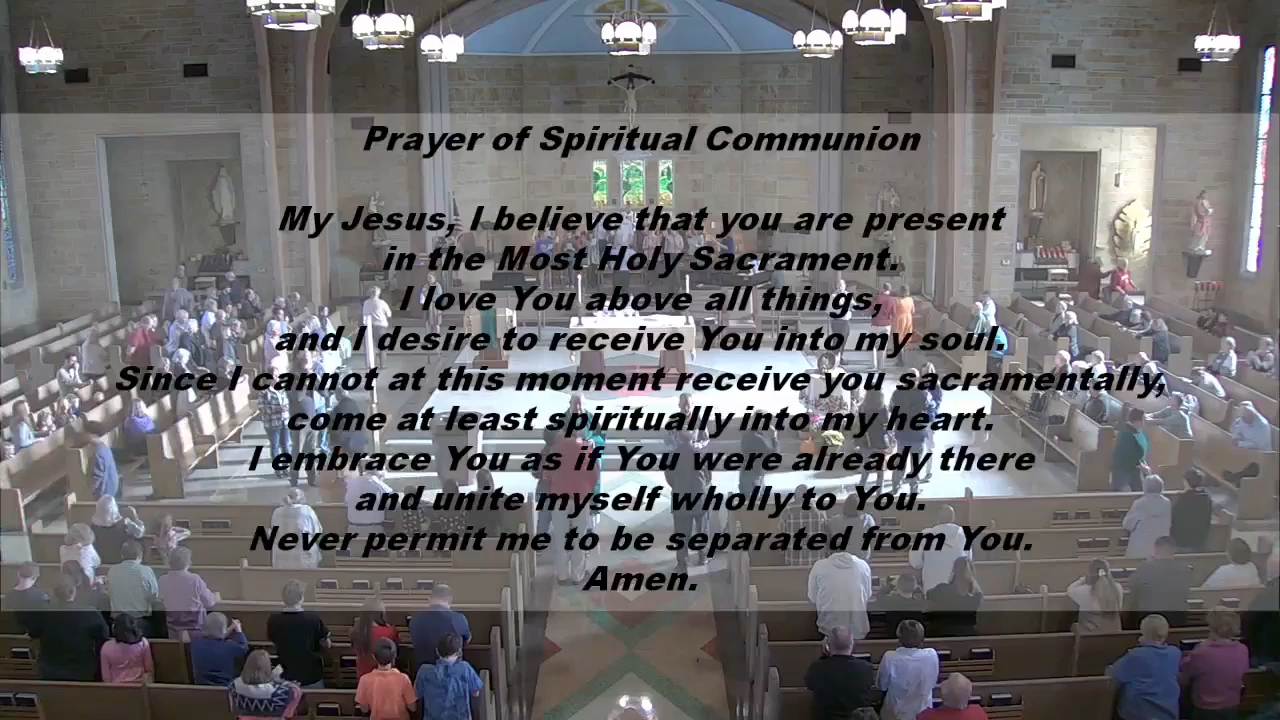 Prayer of Spiritual Communion
My Jesus, I believe that you are present
in the Most Holy Sacrament.
I love You above all things,
and I desire to receive You into my soul.
Since I cannot at this moment receive you sacramentally,
come at least spiritually into my heart.
I embrace You as if You were already there
and unite myself wholly to You.
Never permit me to be separated from You.
Amen.